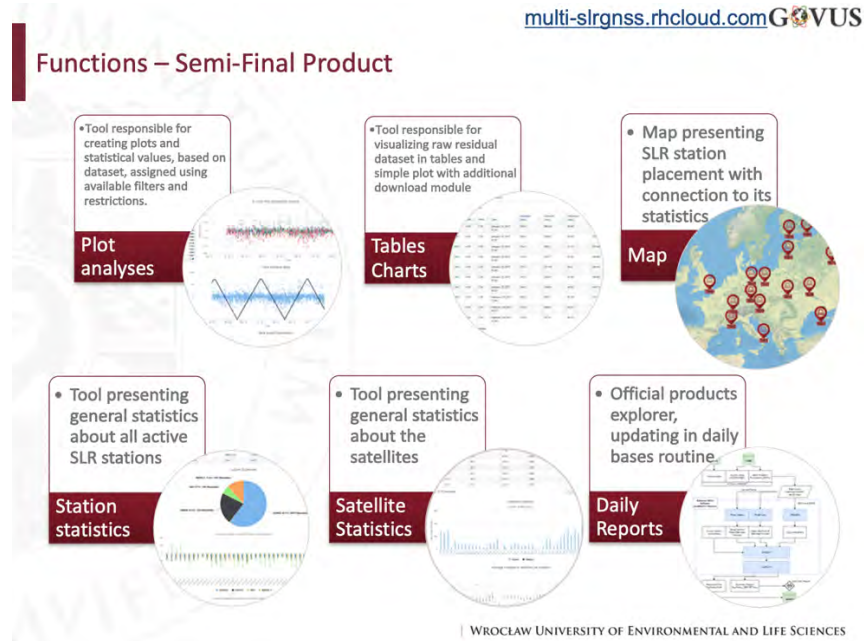 multi-slrgnss.rhcloud.com GOVUS
Functions – Semi-Final Product
•Tool responsible for
creating plots and
statistical values, based on
dataset, assigned using
available filters and
restrictions.
Plot
analyses
•Tool responsible for
visualizing raw residual
dataset in tables and
simple plot with additional
download module
Tables
Charts
• Map presenting
SLR station
placement with
connection to its
statistics
Map
• Tool presenting
general statistics
about all active
SLR stations
Station
statistics
• Tool presenting
general statistics
about the
satellites
Satellite
Statistics
• Official products
explorer,
updating in daily
bases routine
Daily
Reports
WROCŁAW UNIVERSITY OF ENVIRONMENTAL AND LIFE SCIENCES